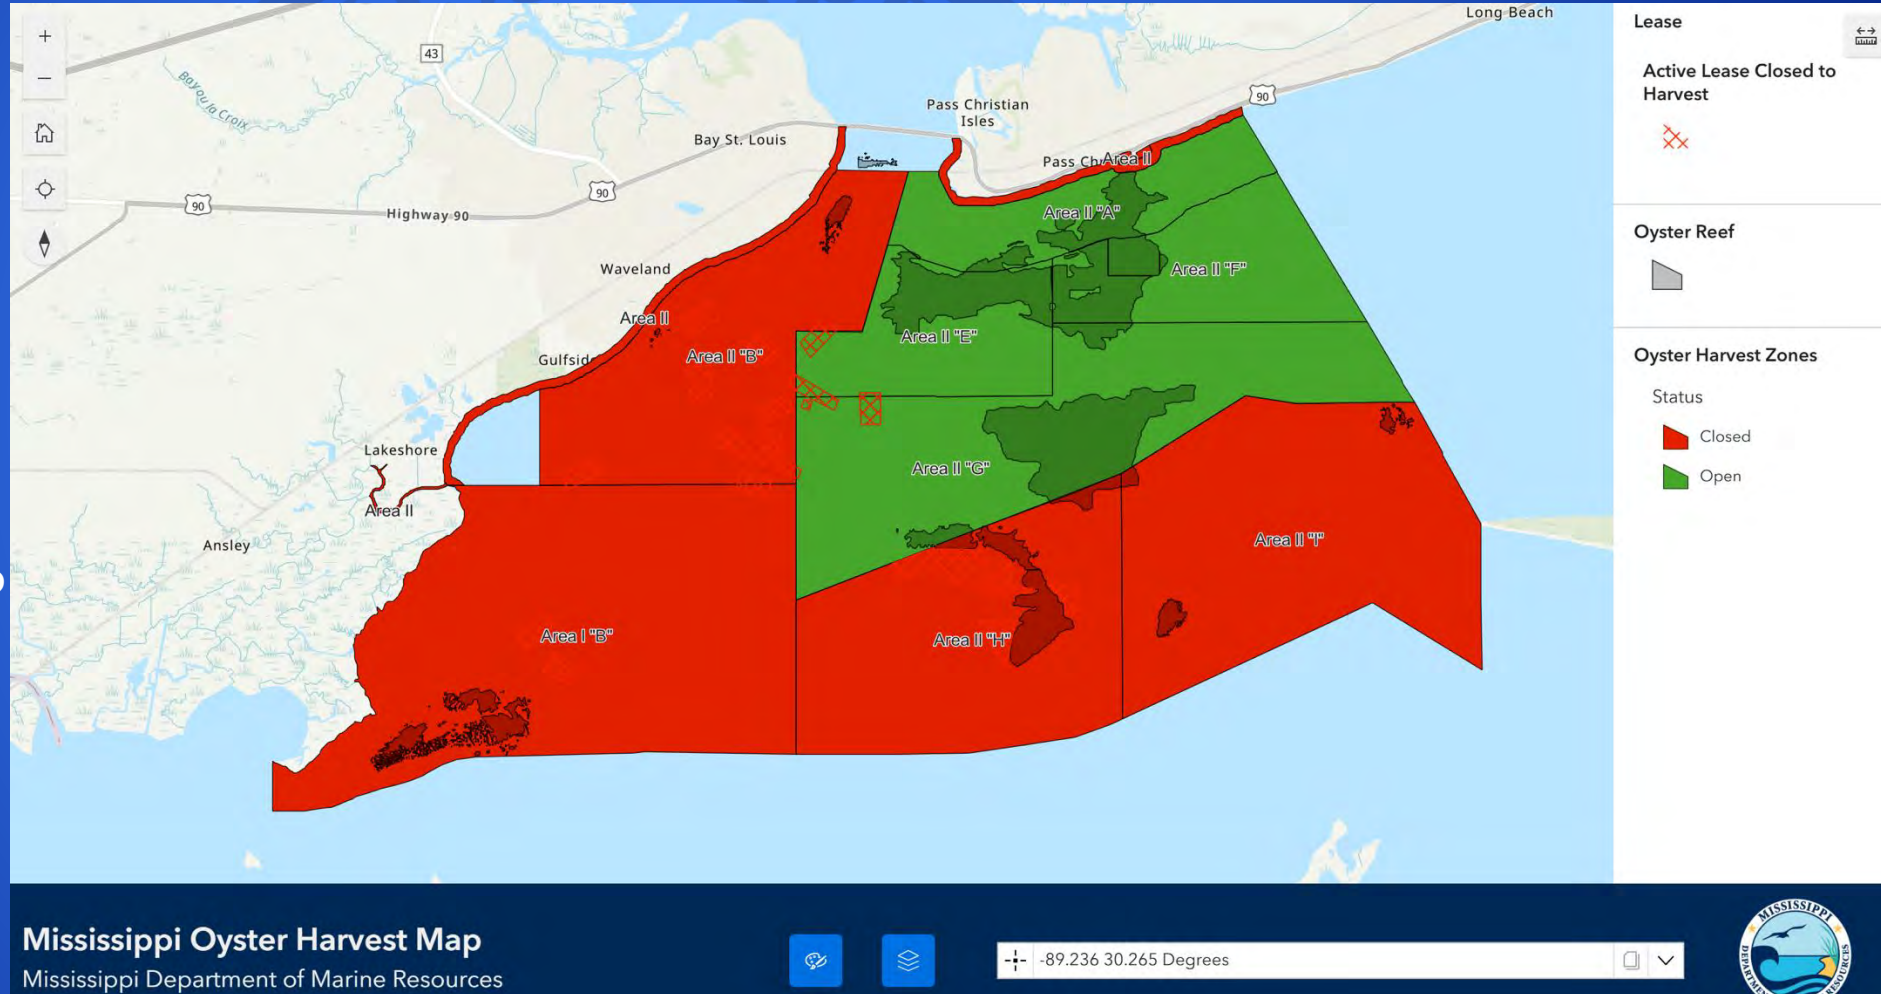 Long Beach
43
Bayou la Croix
90
Pass Christian
Isles
Bay St. Louis
Pass Ch
Area II
90
90
Highway 90
Area II "A"
Waveland
Area II "F"
Area II
Area II "E"
Gulfsid
Area II "B"
Lakeshore
Area II "G"
Area II
Ansley
Area II "I"
Area I "B"
Area II "H"
Lease
Active Lease Closed to
Harvest
Oyster Reef
Oyster Harvest Zones
Status
Closed
Open
Mississippi Oyster Harvest Map
Mississippi Department of Marine Resources
-89.236 30.265 Degrees
MISSISSIPPI